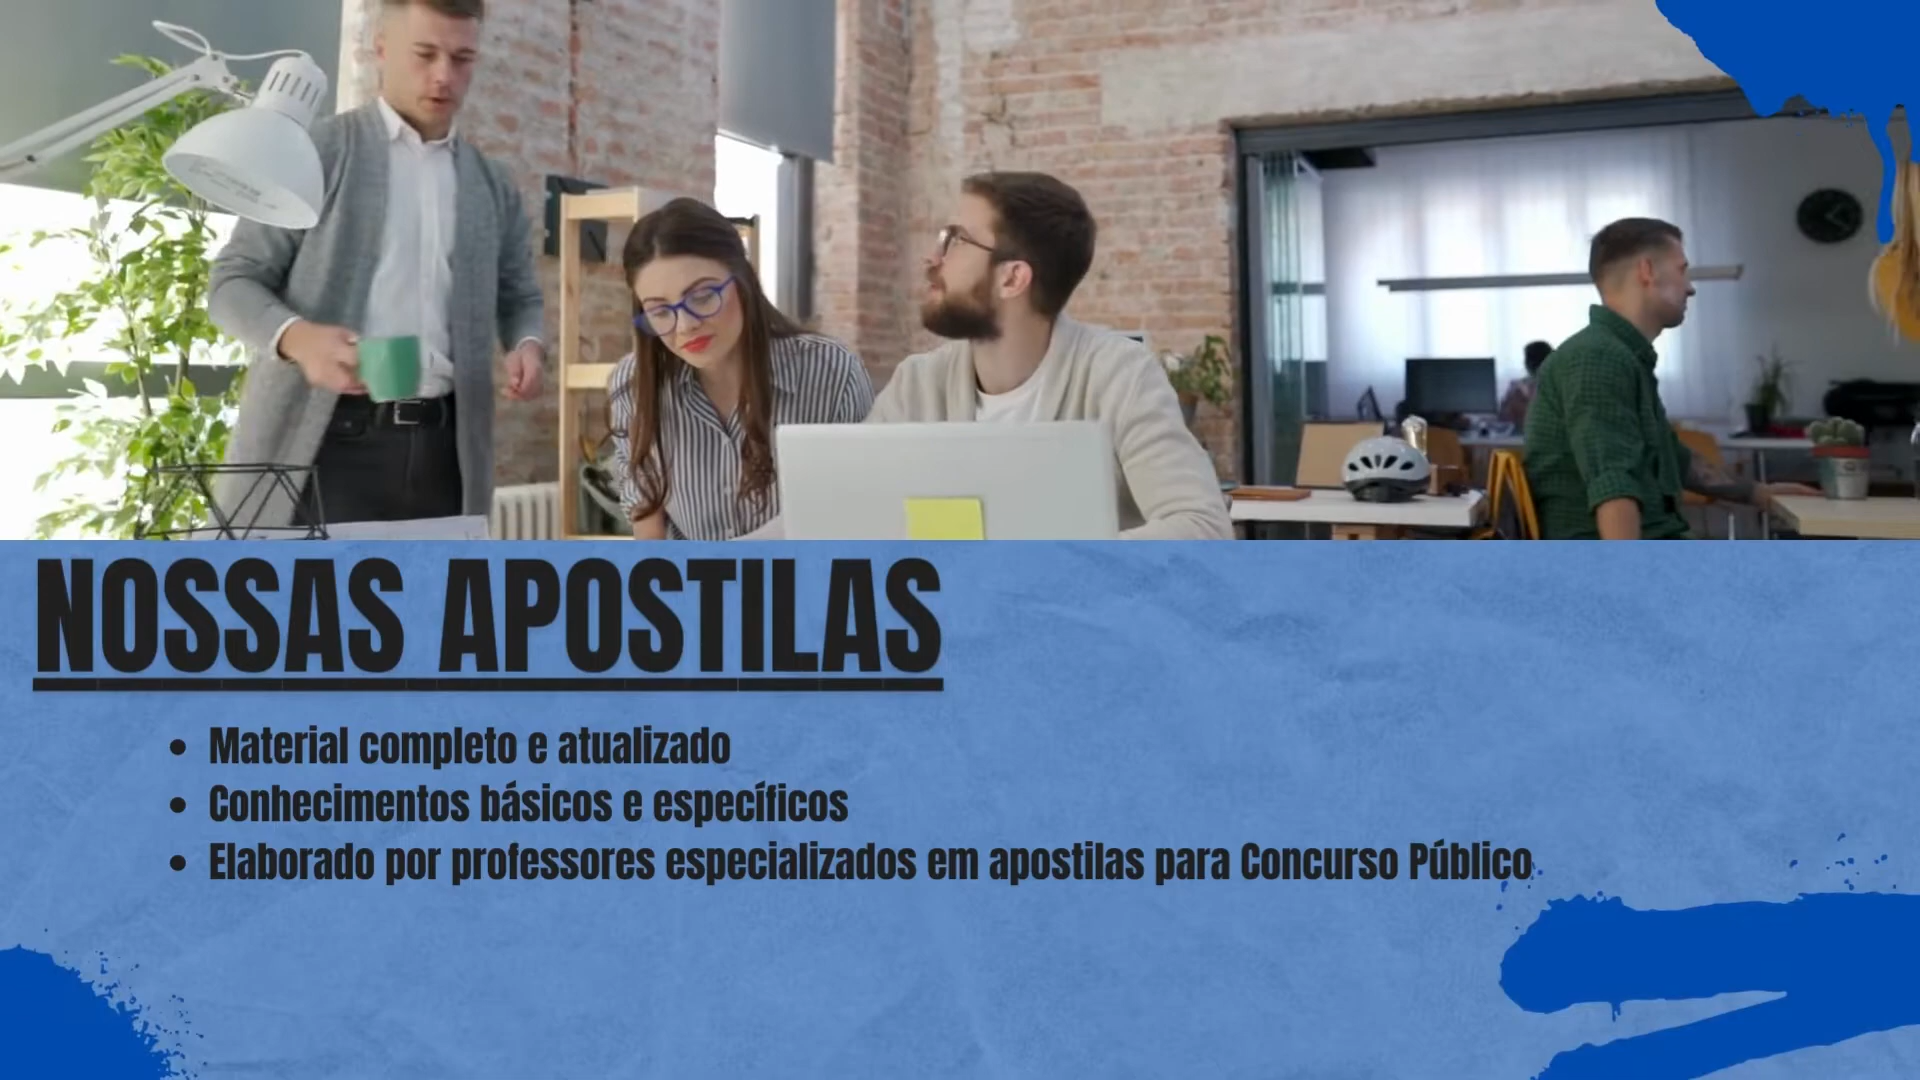 NOSSAS APOSTILAS
• Material completo e atualizado
• Conhecimentos básicos e específicos
• Elaborado por professores especializados em apostilas para Concurso Público